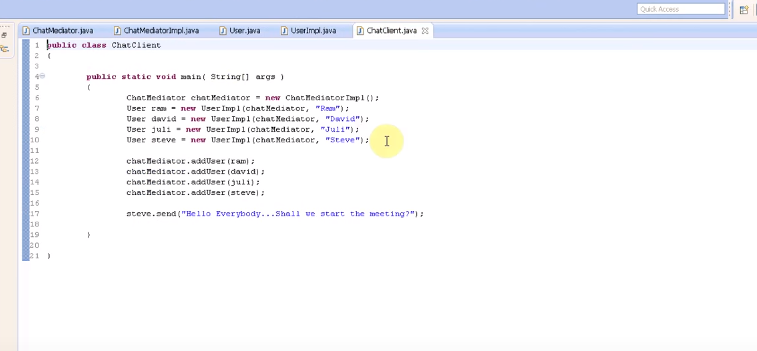 Quick Access
ChatMediator.java ChatMediatorImpl.java User.java UserImpl.java ChatClient.java
1 public class ChatClient
2 {
3
4 public static void main( String[] args )
5 {
6 ChatMediator chatMediator = new ChatMediatorImpl();
7 User ram = new UserImpl(chatMediator, "Ram");
8 User david = new UserImpl(chatMediator, "David");
9 User juli = new UserImpl(chatMediator, "Juli");
10 User steve = new UserImpl(chatMediator, "Steve");
11
12 chatMediator.addUser(ram);
13 chatMediator.addUser(david);
14 chatMediator.addUser(juli);
15 chatMediator.addUser(steve);
16
17 steve.send("Hello Everybody...Shall we start the meeting?");
18
19 }
20
21 }